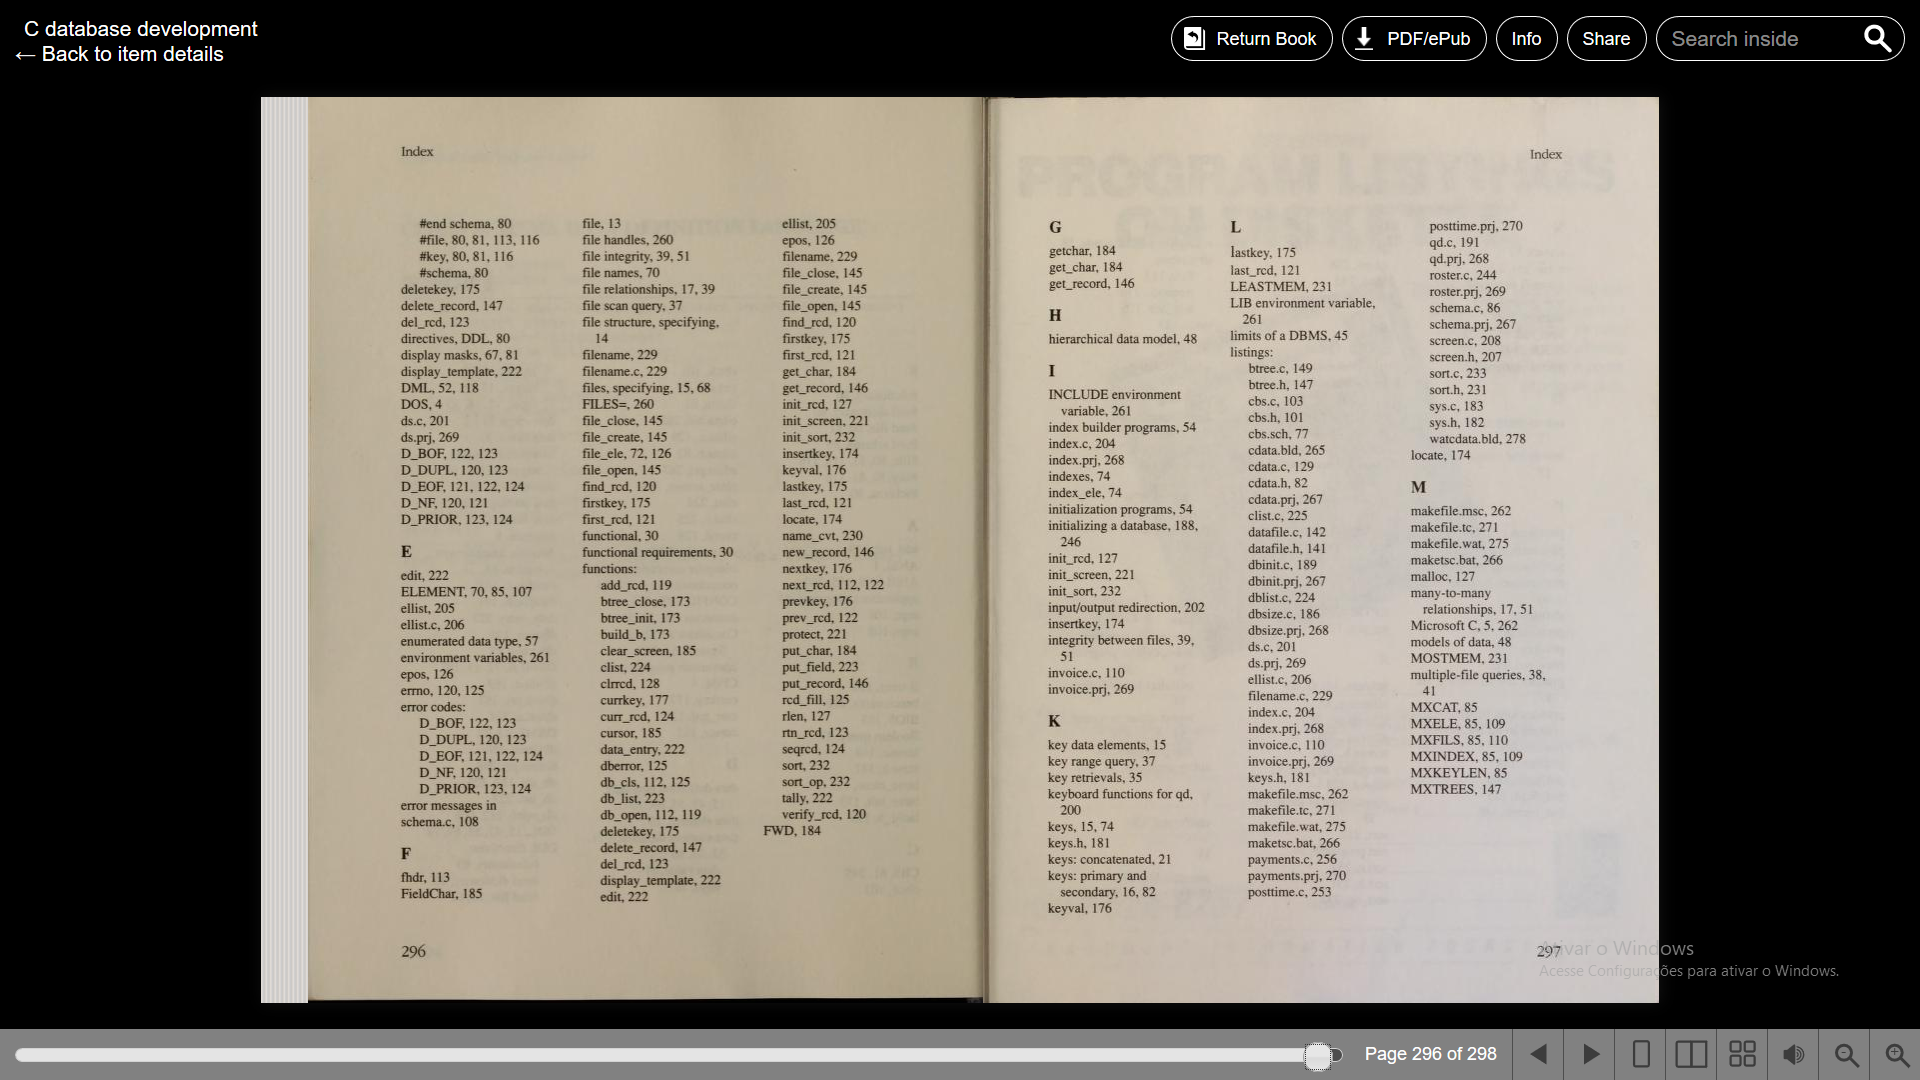 C database development
← Back to item details
Return Book
PDF/ePub
Info
Share
Search inside
Index
#end schema, 80
#file, 80, 81, 113, 116
#key, 80, 81, 116
#schema, 80
deletekey, 175
delete_record, 147
del_rcd, 123
directives, DDL, 80
display masks, 67, 81
display_template, 222
DML, 52, 118
DOS, 4
ds.c, 201
ds.prj, 269
D_BOF, 122, 123
D_DUPL, 120, 123
D_EOF, 121, 122, 124
D_NF, 120, 121
D_PRIOR, 123, 124
E
edit, 222
ELEMENT, 70, 85, 107
ellist, 205
ellist.c, 206
enumerated data type, 57
environment variables, 261
epos, 126
errno, 120, 125
error codes:
D_BOF, 122, 123
D_DUPL, 120, 123
D_EOF, 121, 122, 124
D_NF, 120, 121
D_PRIOR, 123, 124
error messages in
schema.c, 108
F
fhdr, 113
FieldChar, 185
file, 13
file handles, 260
file integrity, 39, 51
file names, 70
file relationships, 17, 39
file scan query, 37
file structure, specifying,
14
filename, 229
filename.c, 229
files, specifying, 15, 68
FILES=, 260
file_close, 145
file_create, 145
file_ele, 72, 126
file_open, 145
find_rcd, 120
firstkey, 175
first_rcd, 121
functional, 30
functional requirements, 30
functions:
add_rcd, 119
btree_close, 173
btree_init, 173
build_b, 173
clear_screen, 185
clist, 224
clrrcd, 128
currkey, 177
curr_rcd, 124
cursor, 185
data_entry, 222
dberror, 125
db_cls, 112, 125
db_list, 223
db_open, 112, 119
deletekey, 175
delete_record, 147
del_rcd, 123
display_template, 222
edit, 222
ellist, 205
epos, 126
filename, 229
file_close, 145
file_create, 145
file_open, 145
find_rcd, 120
firstkey, 175
first_rcd, 121
get_char, 184
get_record, 146
init_rcd, 127
init_screen, 221
init_sort, 232
insertkey, 174
keyval, 176
lastkey, 175
last_rcd, 121
locate, 174
name_cvt, 230
new_record, 146
nextkey, 176
next_rcd, 112, 122
prevkey, 176
prev_rcd, 122
protect, 221
put_char, 184
put_field, 223
put_record, 146
rcd_fill, 125
rlen, 127
rtn_rcd, 123
seqrcd, 124
sort, 232
sort_op, 232
tally, 222
verify_rcd, 120
FWD, 184
296
Index
G
getchar, 184
get_char, 184
get_record, 146
H
hierarchical data model, 48
I
INCLUDE environment
variable, 261
index builder programs, 54
index.c, 204
index.prj, 268
indexes, 74
index_ele, 74
initialization programs, 54
initializing a database, 188,
246
init_rcd, 127
init_screen, 221
init_sort, 232
input/output redirection, 202
insertkey, 174
integrity between files, 39,
51
invoice.c, 110
invoice.prj, 269
K
key data elements, 15
key range query, 37
key retrievals, 35
keyboard functions for qd,
200
keys, 15, 74
keys.h, 181
keys: concatenated, 21
keys: primary and
secondary, 16, 82
keyval, 176
L
lastkey, 175
last_rcd, 121
LEASTMEM, 231
LIB environment variable,
261
limits of a DBMS, 45
listings:
btree.c, 149
btree.h, 147
cbs.c, 103
cbs.h, 101
cbs.sch, 77
cdata.bld, 265
cdata.c, 129
cdata.h, 82
cdata.prj, 267
clist.c, 225
datafile.c, 142
datafile.h, 141
dbinit.c, 189
dbinit.prj, 267
dblist.c, 224
dbsize.c, 186
dbsize.prj, 268
ds.c, 201
ds.prj, 269
ellist.c, 206
filename.c, 229
index.c, 204
index.prj, 268
invoice.c, 110
invoice.prj, 269
keys.h, 181
makefile.msc, 262
makefile.tc, 271
makefile.wat, 275
maketsc.bat, 266
payments.c, 256
payments.prj, 270
posttime.c, 253
posttime.prj, 270
qd.c, 191
qd.prj, 268
roster.c, 244
roster.prj, 269
schema.c, 86
schema.prj, 267
screen.c, 208
screen.h, 207
sort.c, 233
sort.h, 231
sys.c, 183
sys.h, 182
watcdata.bld, 278
locate, 174
M
makefile.msc, 262
makefile.tc, 271
makefile.wat, 275
maketsc.bat, 266
malloc, 127
many-to-many
relationships, 17, 51
Microsoft C, 5, 262
models of data, 48
MOSTMEM, 231
multiple-file queries, 38,
41
MXCAT, 85
MXELE, 85, 109
MXFILS, 85, 110
MXINDEX, 85, 109
MXKEYLEN, 85
MXTREES, 147
297
Ativar o Windows
Acesse Configurações para ativar o Windows.
Page 296 of 298